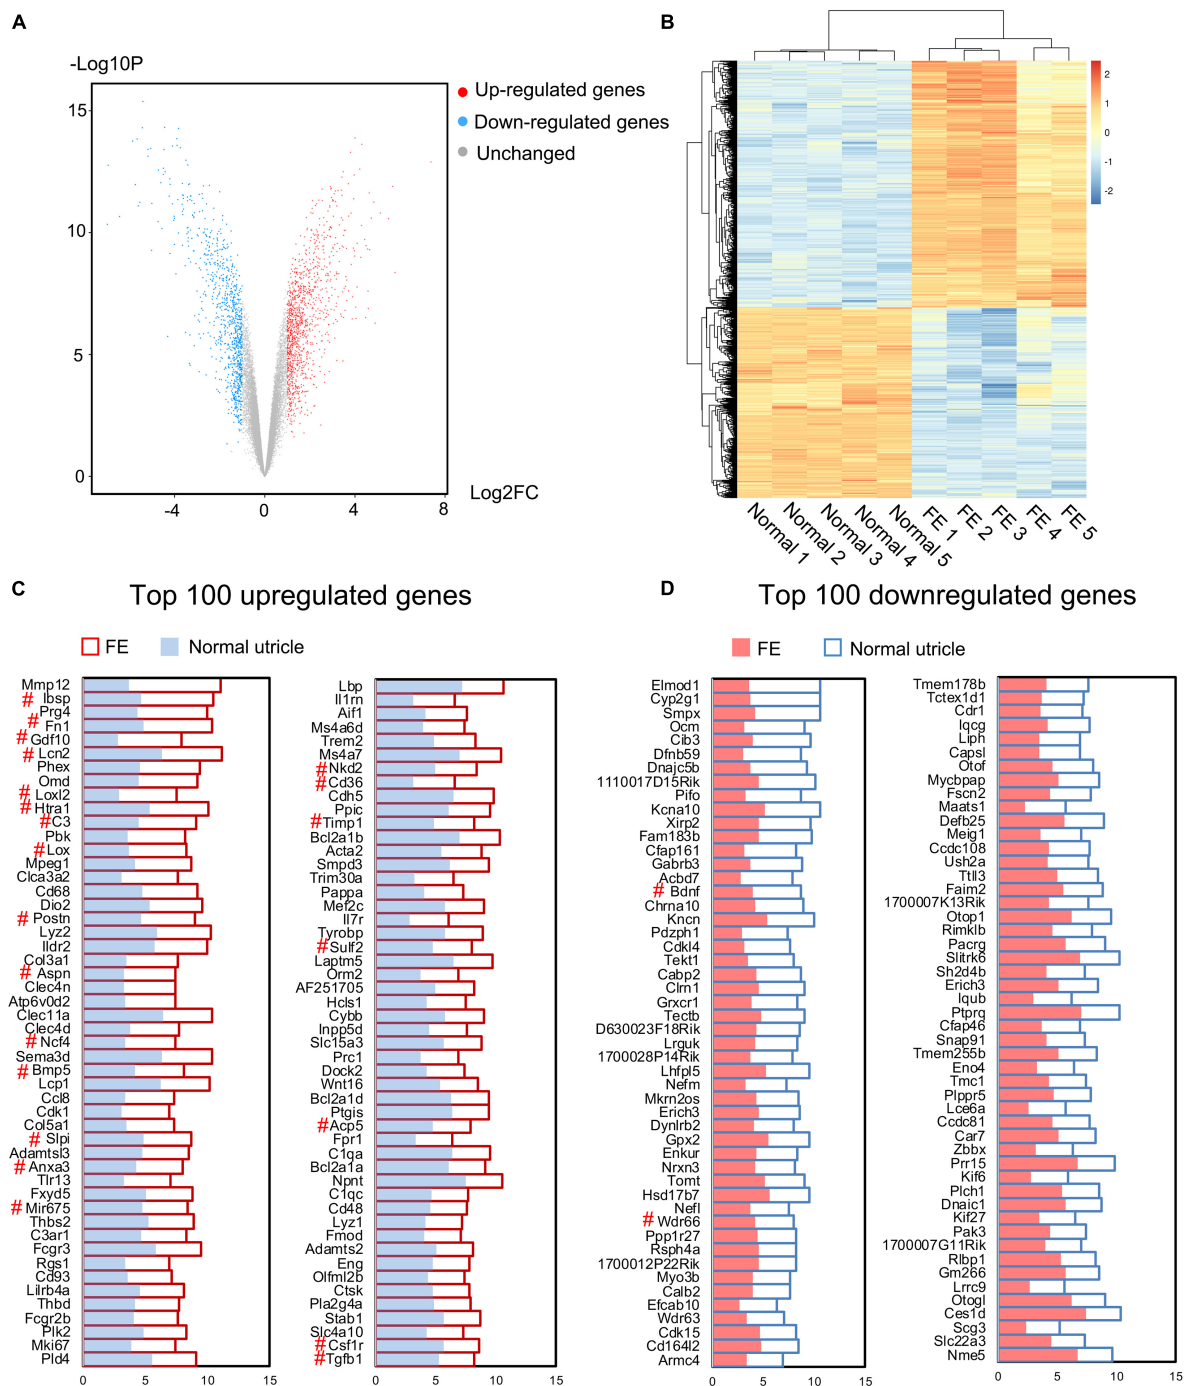 A
-Log10P
15
10
5
0
-4
0
4
8
Log2FC
Up-regulated genes
Down-regulated genes
Unchanged
B
2
1
0
-1
-2
Normal 1
Normal 2
Normal 3
Normal 4
Normal 5
FE 1
FE 2
FE 3
FE 4
FE 5
C
Top 100 upregulated genes
FE
Normal utricle
Mmp12
# Ibsp
Prg4
# Fn1
# Gdf10
# Lcn2
Phex
Omd
# Loxl2
# Htra1
# C3
Pbk
# Lox
Mpeg1
Clca3a2
Cd68
Dio2
# Postn
Lyz2
Ildr2
Col3a1
# Aspn
Clec4n
Atp6v0d2
Clec11a
Clec4d
# Ncf4
Sema3d
# Bmp5
Lcp1
Ccl8
Cdk1
Col5a1
# Slpi
Adamtsl3
# Anxa3
Tlr13
Fxyd5
# Mir675
Thbs2
C3ar1
Fcgr3
Rgs1
Cd93
Lilrb4a
Thbd
Fcgr2b
Plk2
Mki67
Pld4
0
5
10
15
Lbp
Il1rn
Aif1
Ms4a6d
Trem2
Ms4a7
# Nkd2
# Cd36
Cdh5
Ppic
# Timp1
Bcl2a1b
Acta2
Smpd3
Trim30a
Pappa
Mef2c
Il7r
Tyrobp
# Sulf2
Laptm5
Orm2
AF251705
Hcls1
Cybb
Inpp5d
Slc15a3
Prc1
Dock2
Wnt16
Bcl2a1d
Ptgis
# Acp5
Fpr1
C1qa
Bcl2a1a
Npnt
C1qc
Cd48
Lyz1
Fmod
Adamts2
Eng
Olfml2b
Ctsk
Pla2g4a
Stab1
Slc4a10
# Csf1r
# Tgfb1
0
5
10
15
D
Top 100 downregulated genes
FE
Normal utricle
Elmod1
Cyp2g1
Smpx
Ocm
Cib3
Dfnb59
Dnajc5b
1110017D15Rik
Pifo
Kcna10
Xirp2
Fam183b
Cfap161
Gabrb3
Acbd7
# Bdnf
Chrna10
Kncn
Pdzph1
Cdkl4
Tekt1
Cabp2
Clrn1
Grxcr1
Tectb
D630023F18Rik
Lrguk
1700028P14Rik
Lhfpl5
Nefm
Mkrn2os
Erich3
Dynlrb2
Gpx2
Enkur
Nrxn3
Tomt
Hsd17b7
Nefl
# Wdr66
Ppp1r27
Rsph4a
1700012P22Rik
Myo3b
Calb2
Efcab10
Wdr63
Cdk15
Cd164l2
Armc4
0
5
10
15
Tmem178b
Tctex1d1
Cdr1
Iqcg
Liph
Capsl
Otof
Mycbpap
Fscn2
Maats1
Defb25
Meig1
Ccdc108
Ush2a
Ttll3
Faim2
1700007K13Rik
Otop1
Rimklb
Pacrg
Slitrk6
Sh2d4b
Erich3
Iqub
Ptprq
Cfap46
Snap91
Tmem255b
Eno4
Tmc1
Plppr5
Lce6a
Ccdc81
Car7
Zbbx
Prr15
Kif6
Plch1
Dnaic1
Kif27
Pak3
1700007G11Rik
Rlbp1
Gm266
Lrrc9
Otogl
Ces1d
Scg3
Slc22a3
Nme5
0
5
10
15